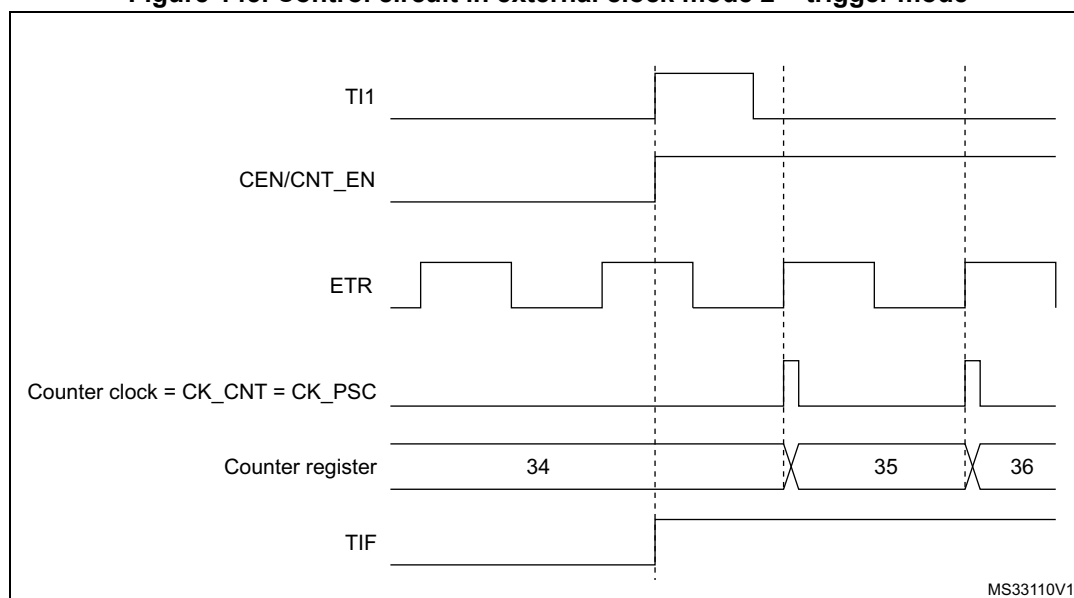 Figure Control circuit in external clock mode 2 + trigger mode
TI1
CEN/CNT_EN
ETR
Counter clock = CK_CNT = CK_PSC
Counter register
34
35
36
TIF
MS33110V1